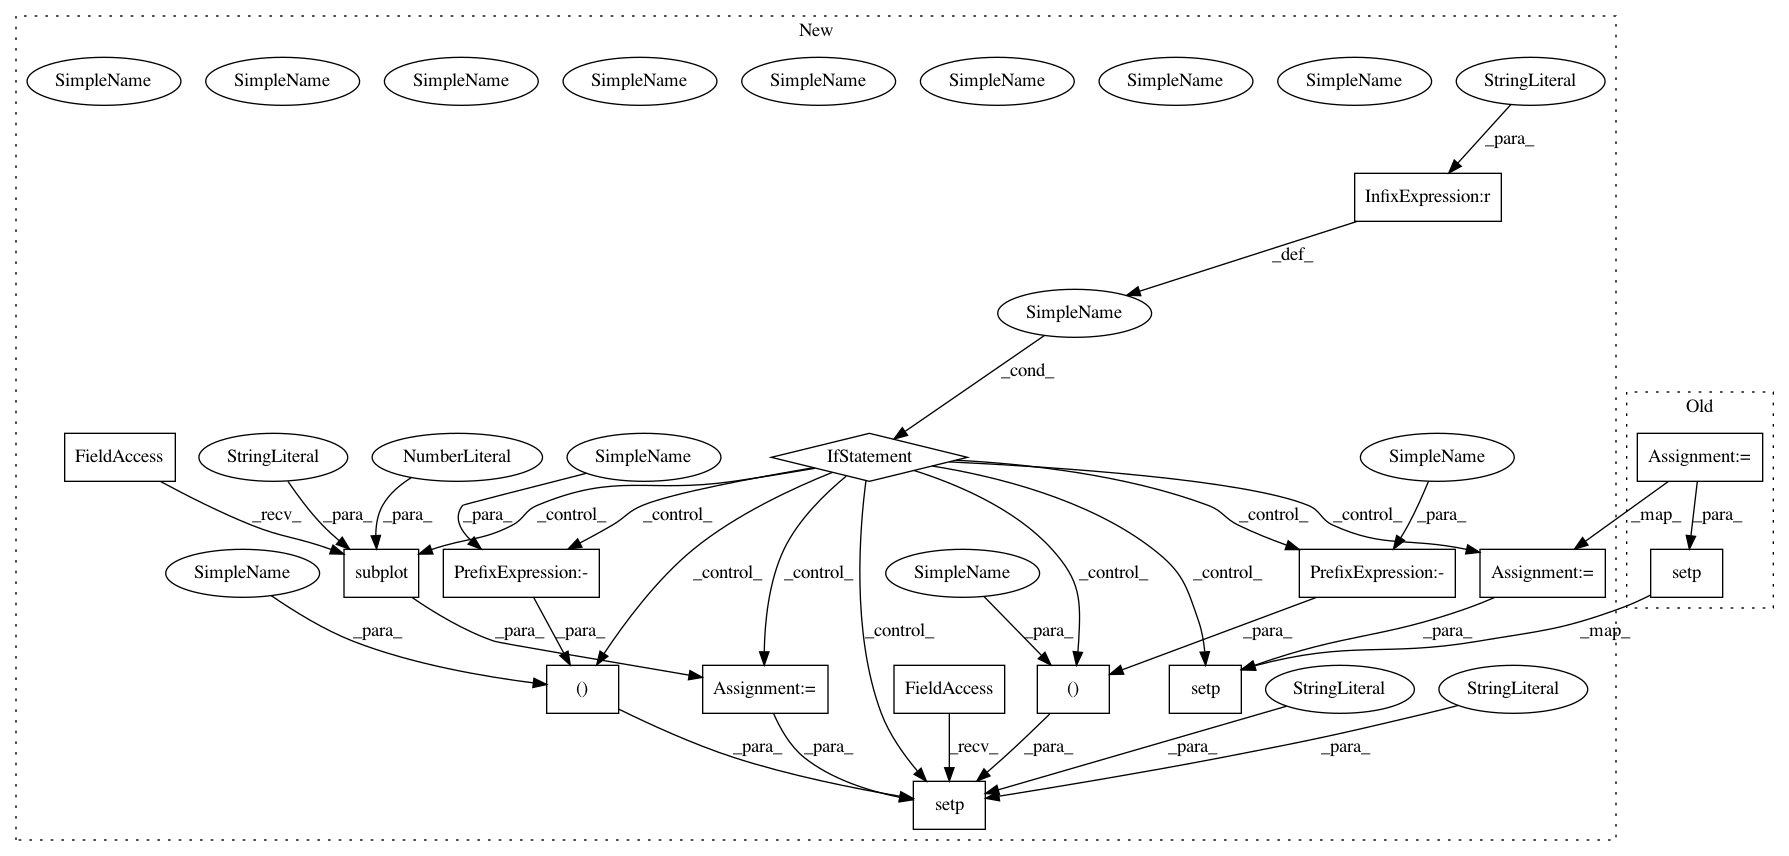 New
SimpleName SimpleName SimpleName SimpleName SimpleName SimpleName SimpleName SimpleName StringLiteral
_para_
InfixExpression:r
_def_
SimpleName
_cond_
Old
FieldAccess StringLiteral NumberLiteral SimpleName IfStatement SimpleName Assignment:=
_recv_ _para_ _para_ _control_ _para_ _control_ _control_ _control_ _para_ _map_ _para_
SimpleName subplot PrefixExpression:- _control_ _control_ SimpleName _control_ _control_ PrefixExpression:- Assignment:= setp
_para_ _para_ _para_ _control_ _para_ _para_ _para_ _map_
() Assignment:= FieldAccess () setp StringLiteral StringLiteral
_para_ _para_ _recv_ _para_ _para_ _para_
setp